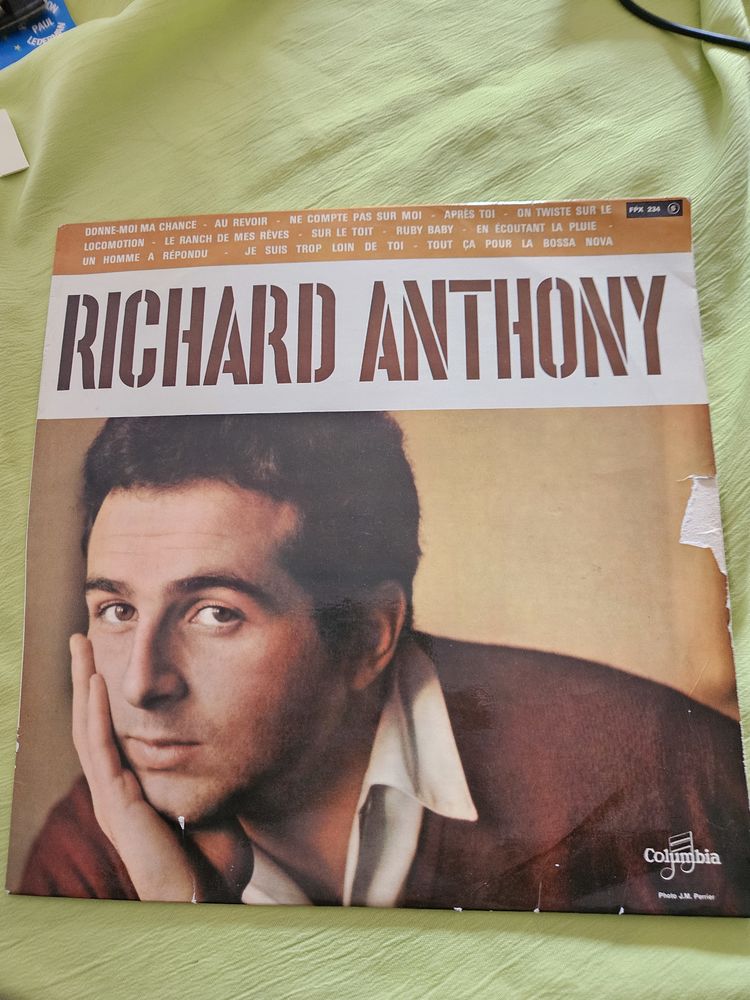 PAUL
DONNE-MOI MA CHANCE - AU REVOIR - NE COMPTE PAS SUR MOI - APRÈS TOI - ON TWISTE SUR LE
LOCOMOTION - LE RANCH DE MES RÊVES - SUR LE TOIT - RUBY BABY - EN ÉCOUTANT LA PLUIE -
UN HOMME A RÉPONDU - JE SUIS TROP LOIN DE TOI - TOUT ÇA POUR LA BOSSA NOVA
FPX 234 S
RICHARD ANTHONY
Columbia
Photo J.M. Perrier